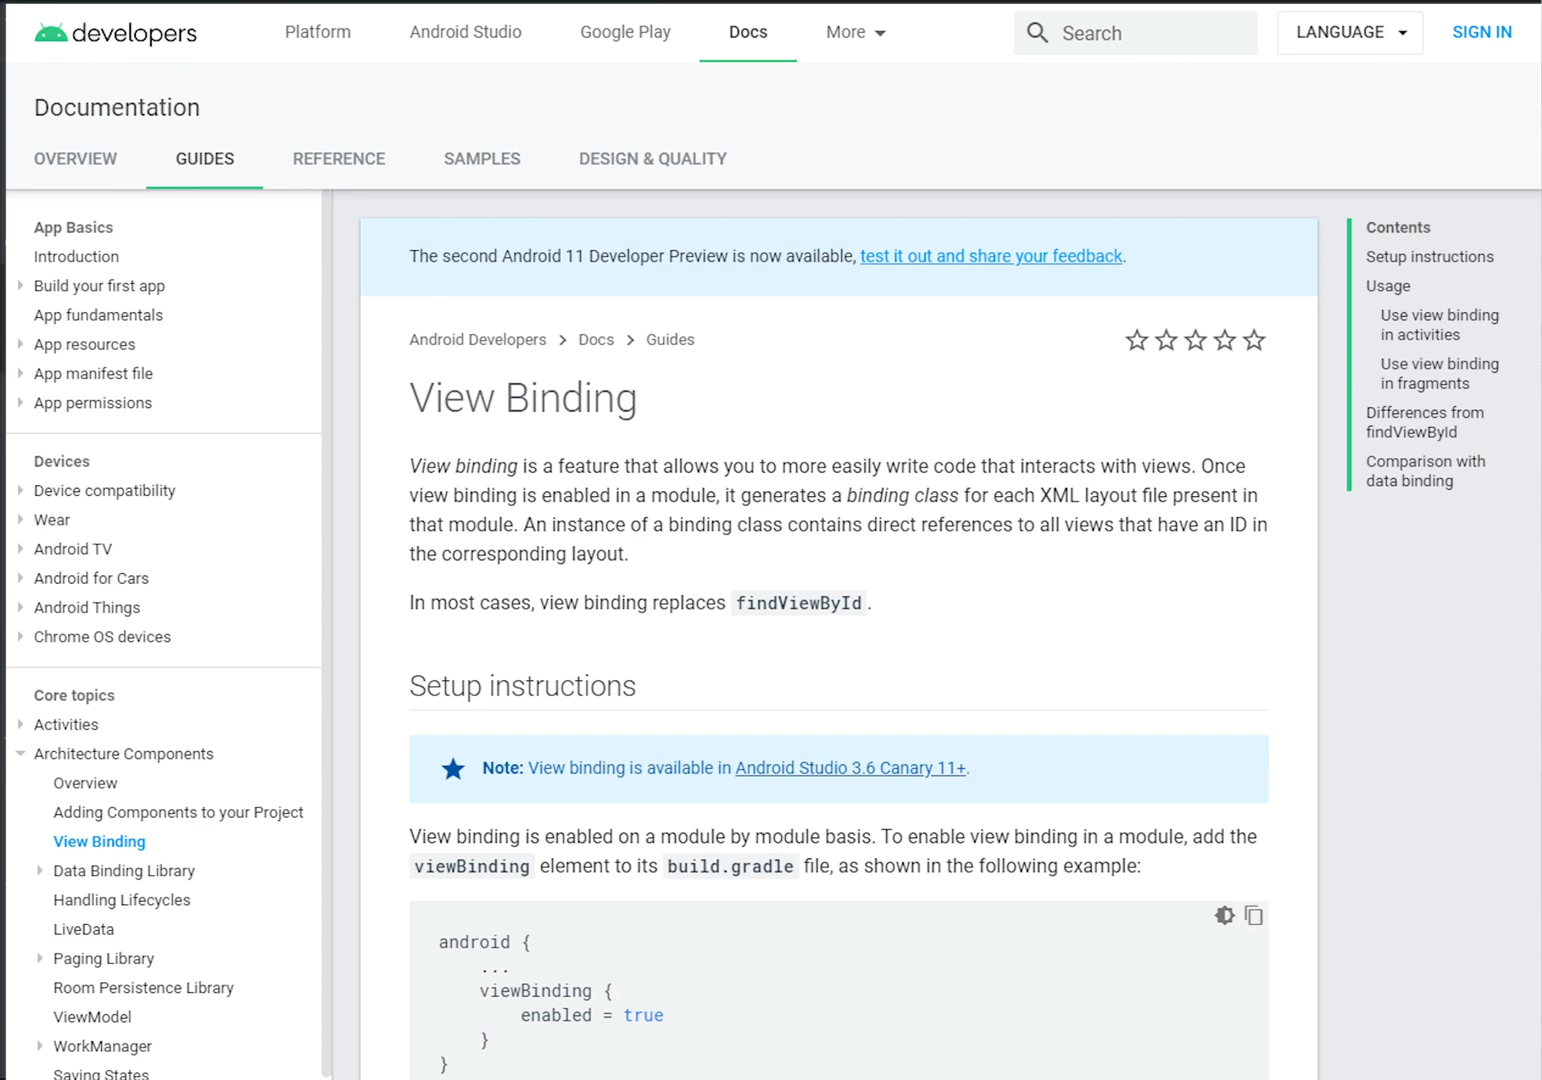 developers
Platform
Android Studio
Google Play
Docs
More
Search
LANGUAGE
SIGN IN
Documentation
OVERVIEW
GUIDES
REFERENCE
SAMPLES
DESIGN & QUALITY
App Basics
Introduction
Build your first app
App fundamentals
App resources
App manifest file
App permissions
Devices
Device compatibility
Wear
Android TV
Android for Cars
Android Things
Chrome OS devices
Core topics
Activities
Architecture Components
Overview
Adding Components to your Project
View Binding
Data Binding Library
Handling Lifecycles
LiveData
Paging Library
Room Persistence Library
ViewModel
WorkManager
Saving States
The second Android 11 Developer Preview is now available, test it out and share your feedback.
Android Developers > Docs > Guides
View Binding
View binding is a feature that allows you to more easily write code that interacts with views. Once
view binding is enabled in a module, it generates a binding class for each XML layout file present in
that module. An instance of a binding class contains direct references to all views that have an ID in
the corresponding layout.
In most cases, view binding replaces findViewById.
Setup instructions
Note: View binding is available in Android Studio 3.6 Canary 11+.
View binding is enabled on a module by module basis. To enable view binding in a module, add the
viewBinding element to its build.gradle file, as shown in the following example:
android {
...
viewBinding {
enabled = true
}
}
Contents
Setup instructions
Usage
Use view binding
in activities
Use view binding
in fragments
Differences from
findViewById
Comparison with
data binding